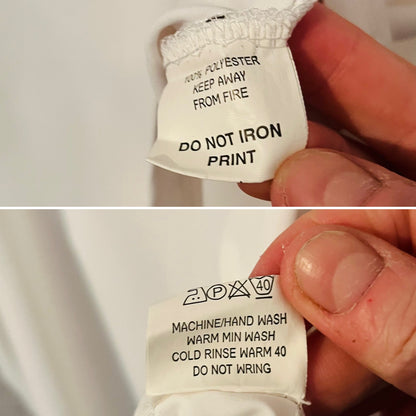 100% POLYESTER
KEEP AWAY
FROM FIRE
DO NOT IRON
PRINT
P 40
MACHINE/HAND WASH
WARM MIN WASH
COLD RINSE WARM 40
DO NOT WRING